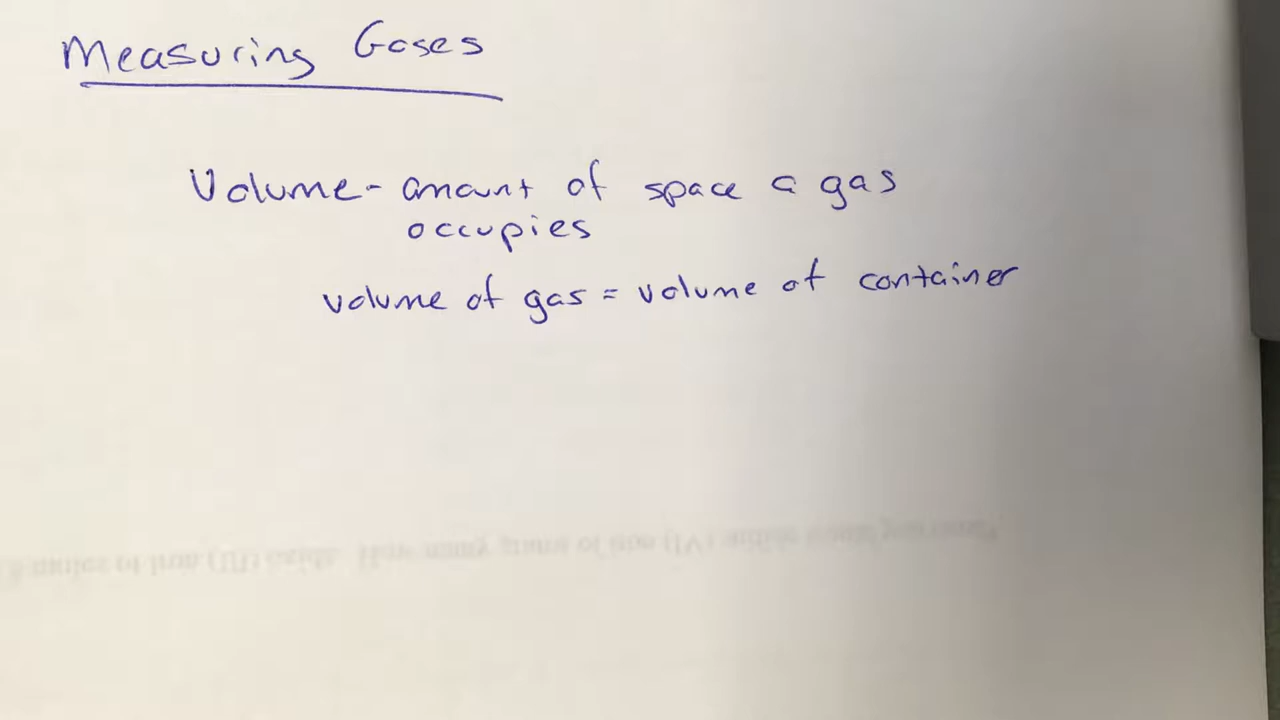 Measuring Gases
Volume - amount of space a gas
occupies
volume of gas = volume of container